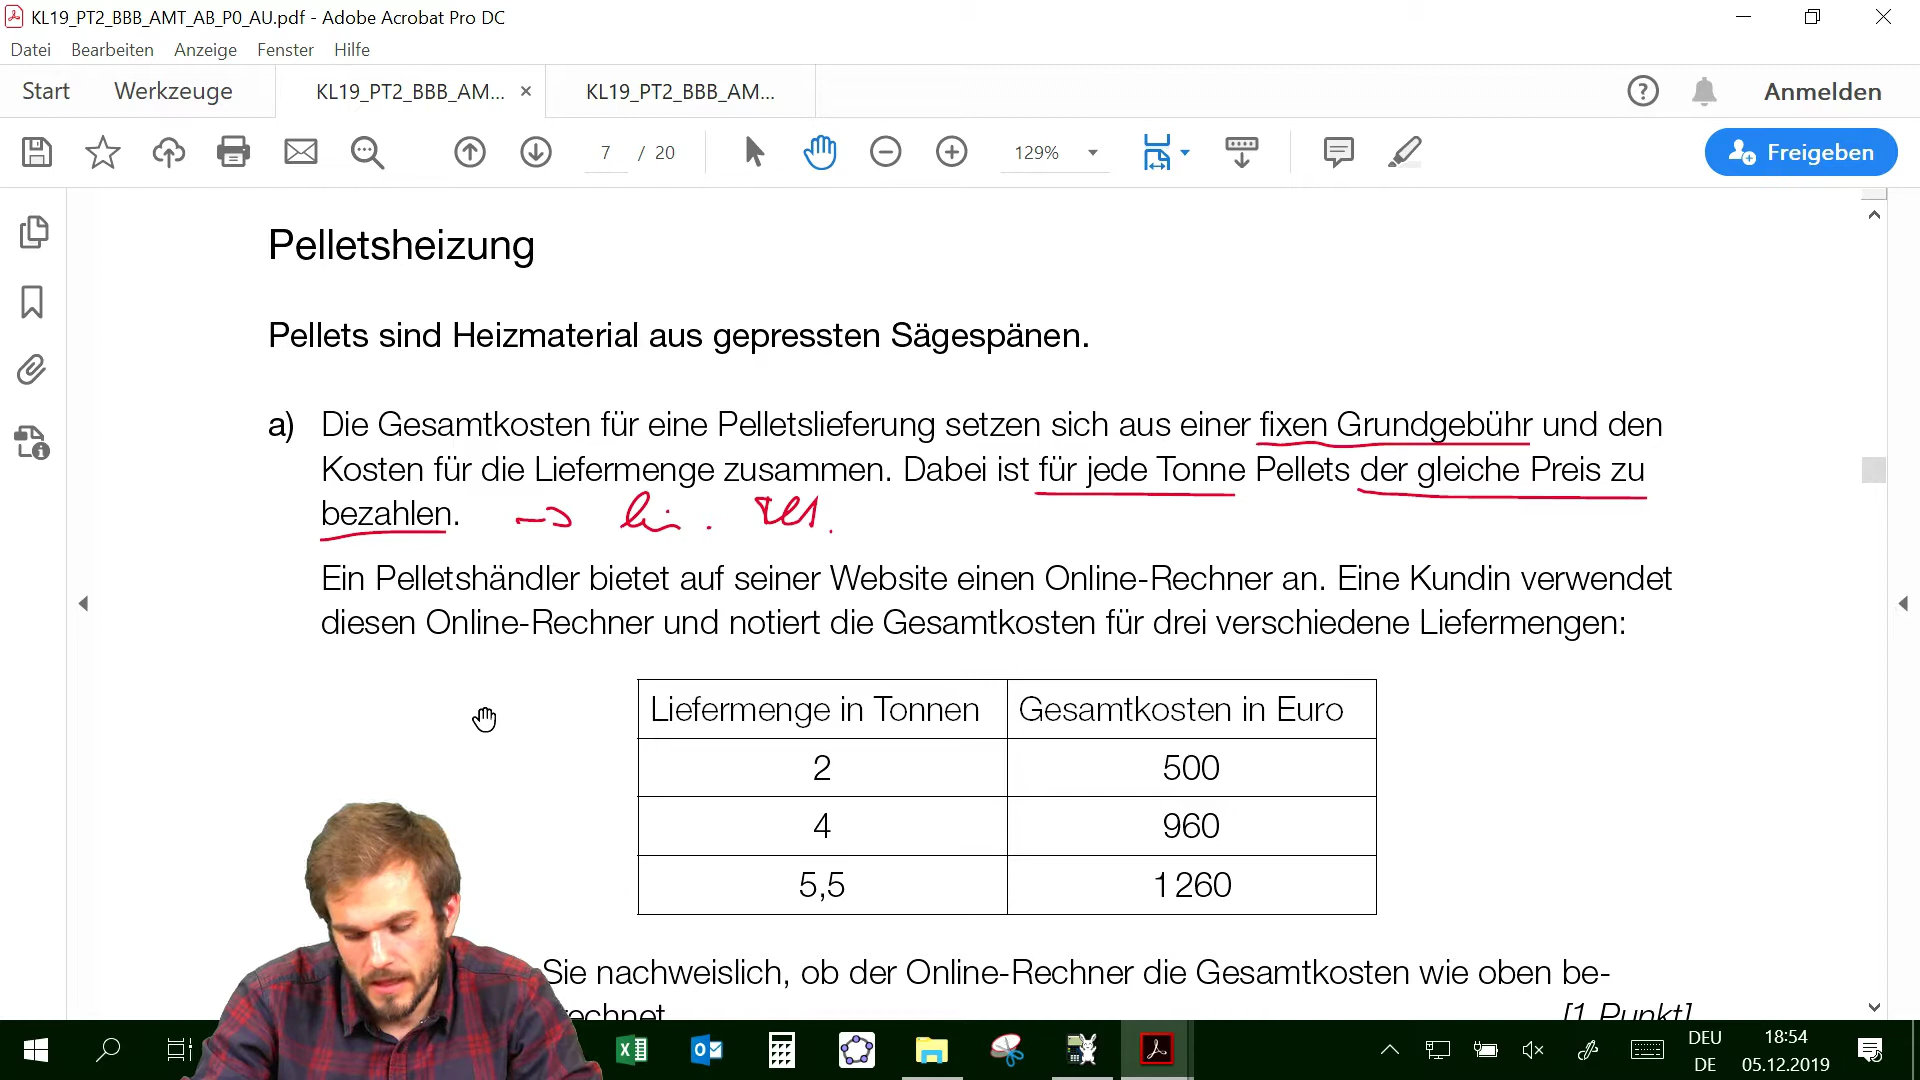 KL19_PT2_BBB_AMT_AB_P0_AU.pdf - Adobe Acrobat Pro DC
Datei Bearbeiten Anzeige Fenster Hilfe
Start Werkzeuge KL19_PT2_BBB_AM... × KL19_PT2_BBB_AM... Anmelden
7 / 20 129% Freigeben
Pelletsheizung
Pellets sind Heizmaterial aus gepressten Sägespänen.
a) Die Gesamtkosten für eine Pelletslieferung setzen sich aus einer fixen Grundgebühr und den
Kosten für die Liefermenge zusammen. Dabei ist für jede Tonne Pellets der gleiche Preis zu
bezahlen. → lin.
Ein Pelletshändler bietet auf seiner Website einen Online-Rechner an. Eine Kundin verwendet
diesen Online-Rechner und notiert die Gesamtkosten für drei verschiedene Liefermengen:
Liefermenge in Tonnen Gesamtkosten in Euro
2 500
4 960
5,5 1 260
Sie nachweislich, ob der Online-Rechner die Gesamtkosten wie oben be-
rechnet [1 Punkt]
DEU 18:54
DE 05.12.2019